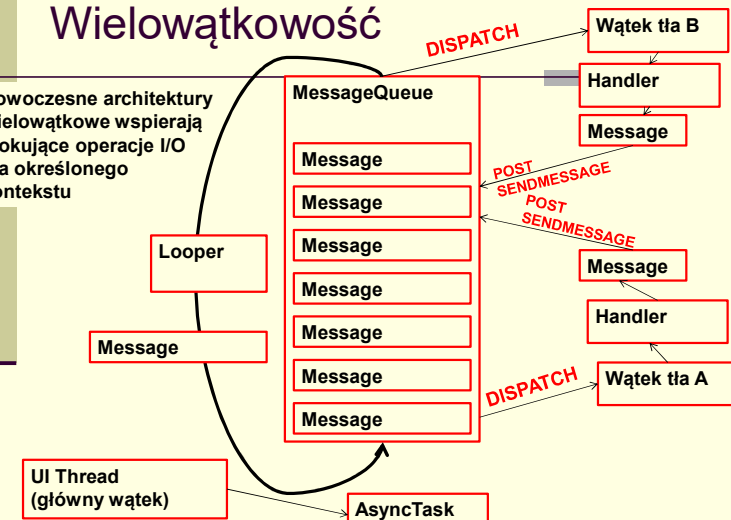 Wielowątkowość
owoczesne architektury
ielowątkowe wspierają
okujące operacje I/O
a określonego
ontekstu
DISPATCH
Wątek tła B
Handler
Message
POST
SENDMESSAGE
MessageQueue
Message
Message
Message
Message
Message
Message
Message
Looper
Message
POST
SENDMESSAGE
Message
Handler
Wątek tła A
DISPATCH
UI Thread
(główny wątek)
AsyncTask